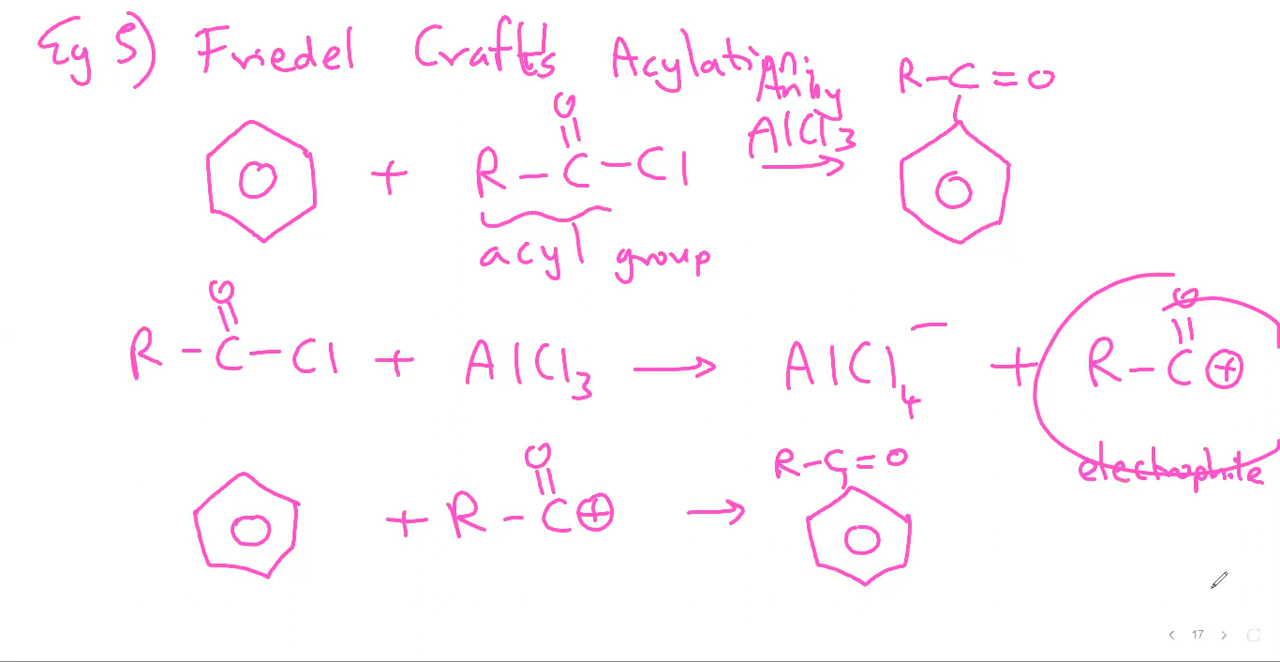 Eg 5) Friedel Crafts Acylation:
R-C=O
O
Anhy
R-C-Cl
AlCl3
+
→
acyl group
O
R-C-Cl + AlCl3 → AlCl4⁻ + R-C⊕
O
electrophile
O
+ R-C⊕ → R-C=O
17